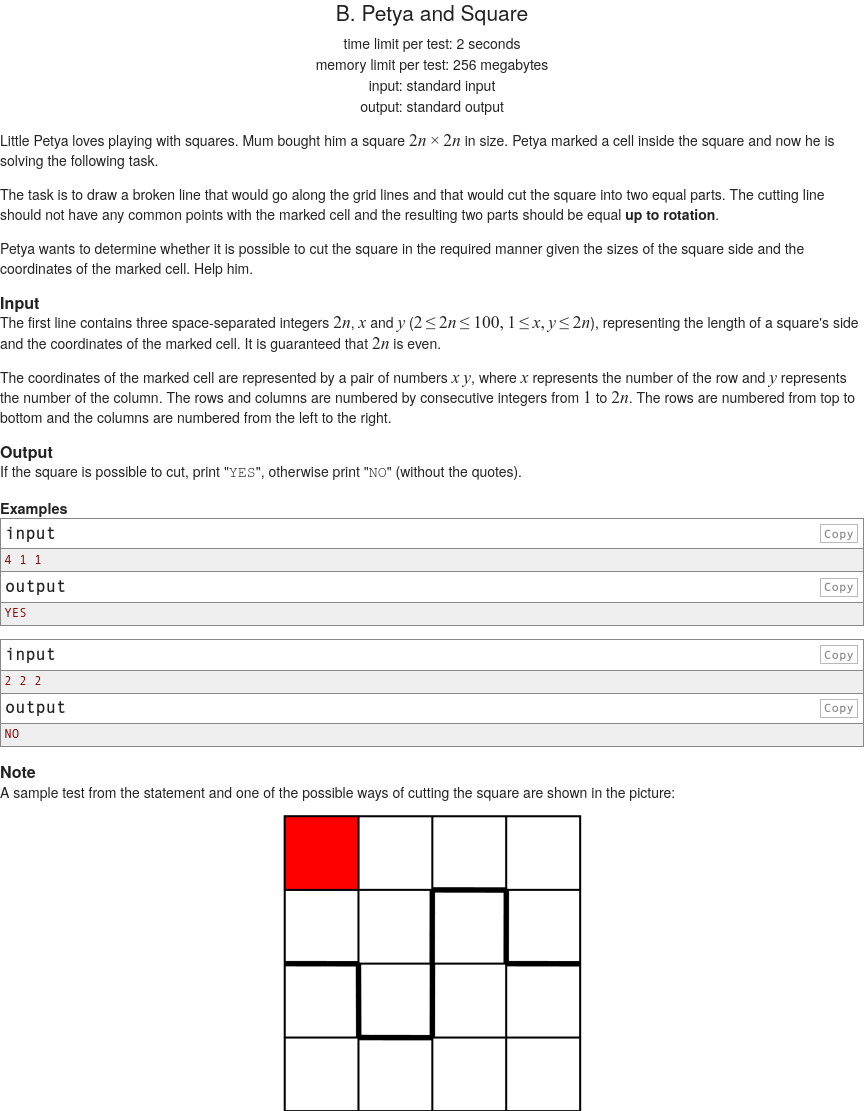 B. Petya and Square
time limit per test: 2 seconds
memory limit per test: 256 megabytes
input: standard input
output: standard output
Little Petya loves playing with squares. Mum bought him a square 2n × 2n in size. Petya marked a cell inside the square and now he is
solving the following task.
The task is to draw a broken line that would go along the grid lines and that would cut the square into two equal parts. The cutting line
should not have any common points with the marked cell and the resulting two parts should be equal up to rotation.
Petya wants to determine whether it is possible to cut the square in the required manner given the sizes of the square side and the
coordinates of the marked cell. Help him.
Input
The first line contains three space-separated integers 2n, x and y (2 ≤ 2n ≤ 100, 1 ≤ x, y ≤ 2n), representing the length of a square's side
and the coordinates of the marked cell. It is guaranteed that 2n is even.
The coordinates of the marked cell are represented by a pair of numbers x y, where x represents the number of the row and y represents
the number of the column. The rows and columns are numbered by consecutive integers from 1 to 2n. The rows are numbered from top to
bottom and the columns are numbered from the left to the right.
Output
If the square is possible to cut, print "YES", otherwise print "NO" (without the quotes).
Examples
input Copy
4 1 1
output Copy
YES
input Copy
2 2 2
output Copy
NO
Note
A sample test from the statement and one of the possible ways of cutting the square are shown in the picture: